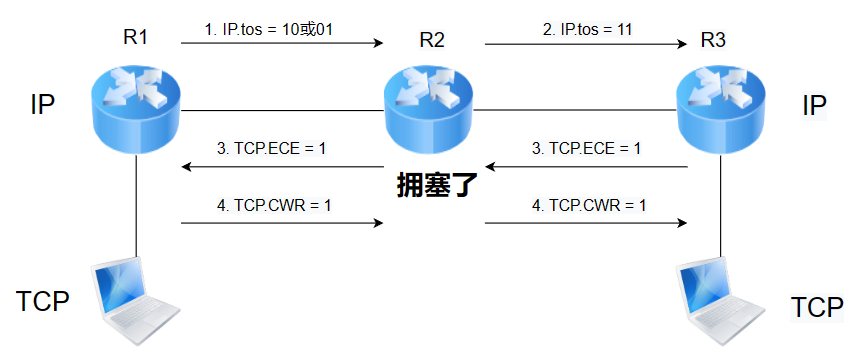 1. IP.tos = 10或01
2. IP.tos = 11
R1
R2
R3
IP
IP
3. TCP.ECE = 1
3. TCP.ECE = 1
拥塞了
4. TCP.CWR = 1
4. TCP.CWR = 1
TCP
TCP